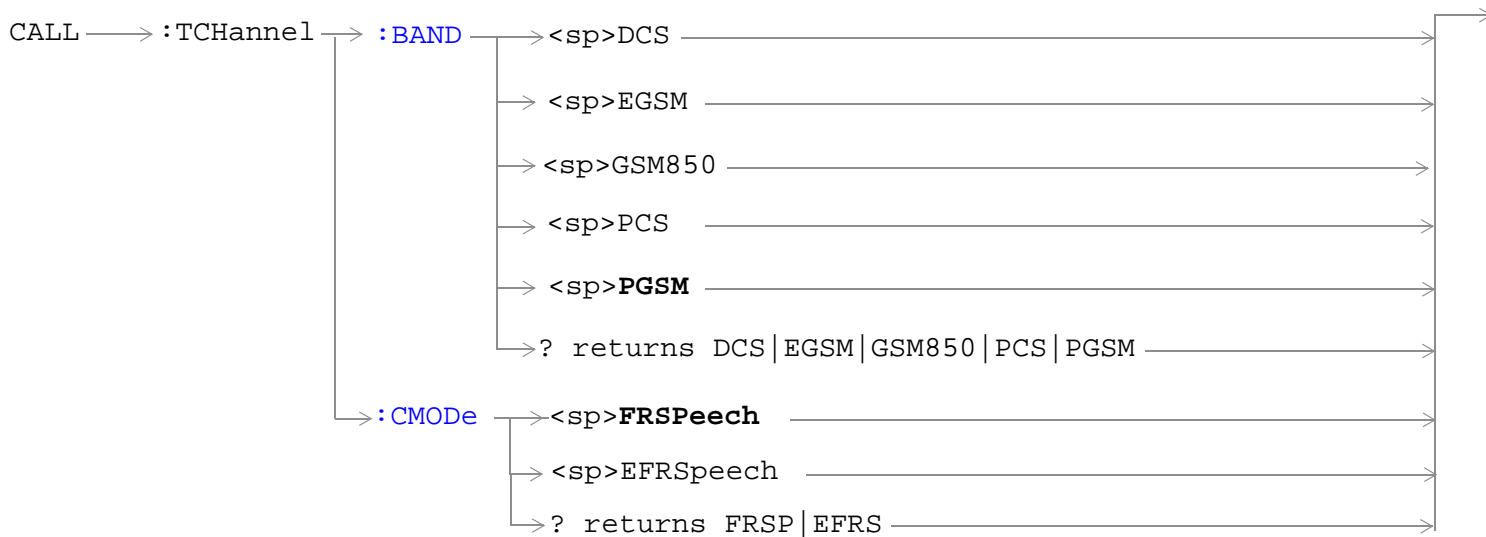 CALL :TCHannel :BAND <sp>DCS
<sp>EGSM
<sp>GSM850
<sp>PCS
<sp>PGSM
? returns DCS|EGSM|GSM850|PCS|PGSM
:CMODe <sp>FRSPeech
<sp>EFRSpeech
? returns FRSP|EFRS